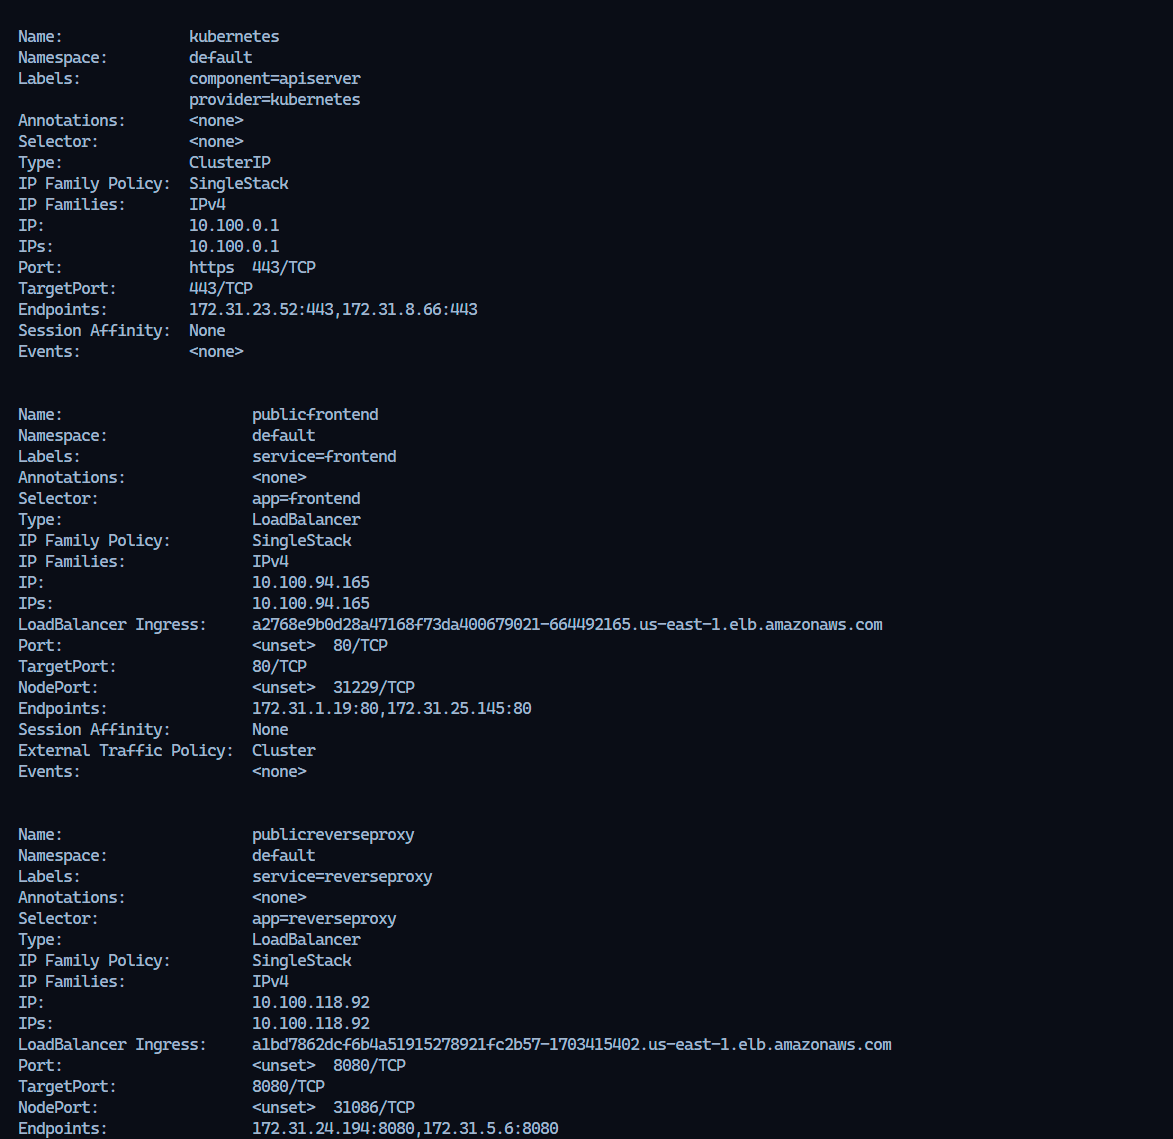 Name:              kubernetes
Namespace:         default
Labels:            component=apiserver
                   provider=kubernetes
Annotations:       <none>
Selector:          <none>
Type:              ClusterIP
IP Family Policy:  SingleStack
IP Families:       IPv4
IP:                10.100.0.1
IPs:               10.100.0.1
Port:              https  443/TCP
TargetPort:        443/TCP
Endpoints:         172.31.23.52:443,172.31.8.66:443
Session Affinity:  None
Events:            <none>
Name:                     publicfrontend
Namespace:                default
Labels:                   service=frontend
Annotations:              <none>
Selector:                 app=frontend
Type:                     LoadBalancer
IP Family Policy:         SingleStack
IP Families:              IPv4
IP:                       10.100.94.165
IPs:                      10.100.94.165
LoadBalancer Ingress:     a2768e9b0d28a47168f73da400679021-664492165.us-east-1.elb.amazonaws.com
Port:                     <unset>  80/TCP
TargetPort:               80/TCP
NodePort:                 <unset>  31229/TCP
Endpoints:                172.31.1.19:80,172.31.25.145:80
Session Affinity:         None
External Traffic Policy:  Cluster
Events:                   <none>
Name:                     publicreverseproxy
Namespace:                default
Labels:                   service=reverseproxy
Annotations:              <none>
Selector:                 app=reverseproxy
Type:                     LoadBalancer
IP Family Policy:         SingleStack
IP Families:              IPv4
IP:                       10.100.118.92
IPs:                      10.100.118.92
LoadBalancer Ingress:     a1bd7862dcf6b4a51915278921fc2b57-1703415402.us-east-1.elb.amazonaws.com
Port:                     <unset>  8080/TCP
TargetPort:               8080/TCP
NodePort:                 <unset>  31086/TCP
Endpoints:                172.31.24.194:8080,172.31.5.6:8080